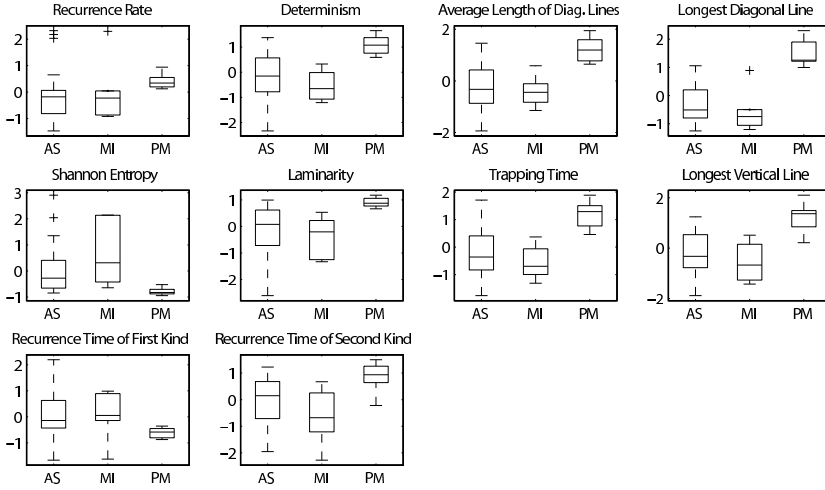 Recurrence Rate
2
1
0
−1
AS MI PM
Determinism
1
0
−1
−2
AS MI PM
Average Length of Diag. Lines
2
1
0
−2
AS MI PM
Longest Diagonal Line
2
1
0
−1
AS MI PM
Shannon Entropy
3
2
1
0
−1
AS MI PM
Laminarity
1
0
−1
−2
AS MI PM
Trapping Time
2
1
0
−1
AS MI PM
Longest Vertical Line
2
0
−2
AS MI PM
Recurrence Time of First Kind
2
1
0
−1
AS MI PM
Recurrence Time of Second Kind
1
0
−1
−2
AS MI PM